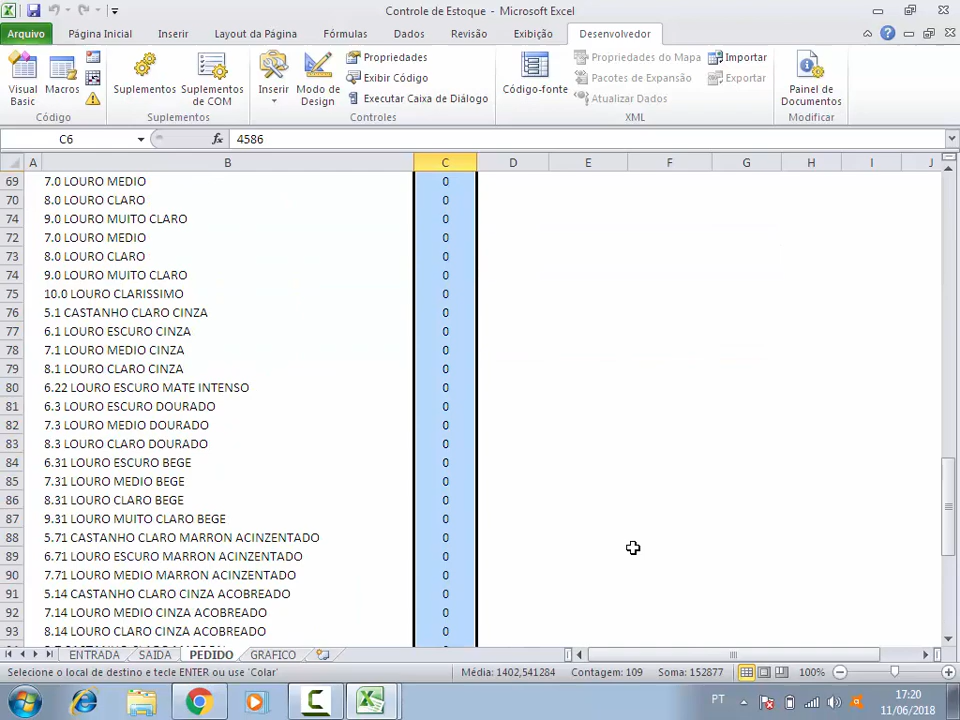 Controle de Estoque - Microsoft Excel
Arquivo Página Inicial Inserir Layout da Página Fórmulas Dados Revisão Exibição Desenvolvedor
Visual Basic
Macros
Código
Suplementos
Suplementos de COM
Suplementos
Inserir
Modo de Design
Propriedades
Exibir Código
Executar Caixa de Diálogo
Controles
Código-fonte
Propriedades do Mapa
Pacotes de Expansão
Atualizar Dados
Importar
Exportar
XML
Painel de Documentos
Modificar
C6 fx 4586
A B C D E F G H I J
69 7.0 LOURO MEDIO 0
70 8.0 LOURO CLARO 0
74 9.0 LOURO MUITO CLARO 0
72 7.0 LOURO MEDIO 0
73 8.0 LOURO CLARO 0
74 9.0 LOURO MUITO CLARO 0
75 10.0 LOURO CLARISSIMO 0
76 5.1 CASTANHO CLARO CINZA 0
77 6.1 LOURO ESCURO CINZA 0
78 7.1 LOURO MEDIO CINZA 0
79 8.1 LOURO CLARO CINZA 0
80 6.22 LOURO ESCURO MATE INTENSO 0
81 6.3 LOURO ESCURO DOURADO 0
82 7.3 LOURO MEDIO DOURADO 0
83 8.3 LOURO CLARO DOURADO 0
84 6.31 LOURO ESCURO BEGE 0
85 7.31 LOURO MEDIO BEGE 0
86 8.31 LOURO CLARO BEGE 0
87 9.31 LOURO MUITO CLARO BEGE 0
88 5.71 CASTANHO CLARO MARRON ACINZENTADO 0
89 6.71 LOURO ESCURO MARRON ACINZENTADO 0
90 7.71 LOURO MEDIO MARRON ACINZENTADO 0
91 5.14 CASTANHO CLARO CINZA ACOBREADO 0
92 7.14 LOURO MEDIO CINZA ACOBREADO 0
93 8.14 LOURO CLARO CINZA ACOBREADO 0
ENTRADA SAIDA PEDIDO GRAFICO
Selecione o local de destino e tecle ENTER ou use 'Colar' Média: 1402,541284 Contagem: 109 Soma: 152877 100%
PT 17:20
11/06/2018